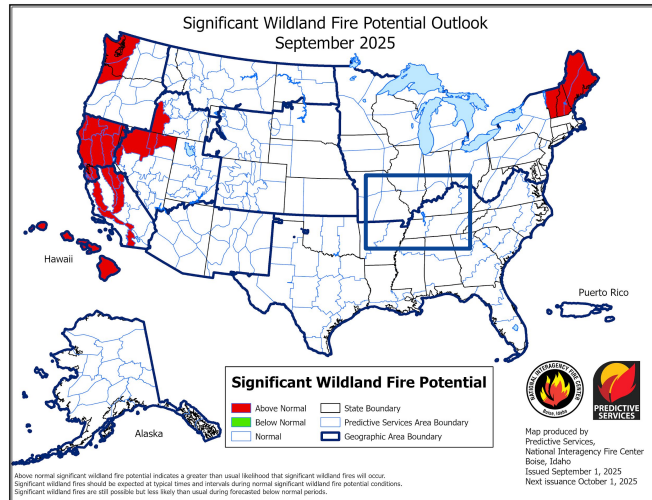 Significant Wildland Fire Potential Outlook
September 2025
Hawaii
Puerto Rico
Alaska
Significant Wildland Fire Potential
Above Normal
Below Normal
Normal
State Boundary
Predictive Services Area Boundary
Geographic Area Boundary
NATIONAL INTERAGENCY FIRE CENTER
Boise, Idaho
PREDICTIVE
SERVICES
Map produced by
Predictive Services,
National Interagency Fire Center
Boise, Idaho
Issued September 1, 2025
Next issuance October 1, 2025
Above normal significant wildland fire potential indicates a greater than usual likelihood that significant wildland fires will occur.
Significant wildland fires should be expected at typical times and intervals during normal significant wildland fire potential conditions.
Significant wildland fires are still possible but less likely than usual during forecasted below normal periods.